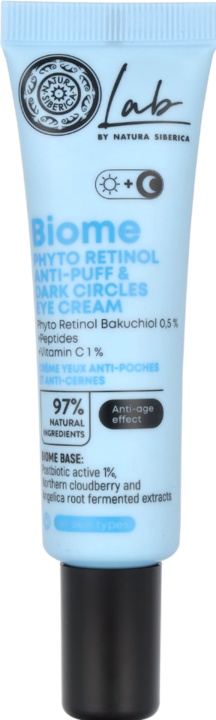 NATURA SIBERICA
Lab
BY NATURA SIBERICA
+
Biome
PHYTO RETINOL
ANTI-PUFF &
DARK CIRCLES
EYE CREAM
Phyto Retinol Bakuchiol 0,5 %
+Peptides
+Vitamin C 1 %
CRÈME YEUX ANTI-POCHES
ET ANTI-CERNES
97%
NATURAL
INGREDIENTS
Anti-age
effect
BIOME BASE:
Postbiotic active 1%,
Northern cloudberry and
Angelica root fermented extracts
skin types